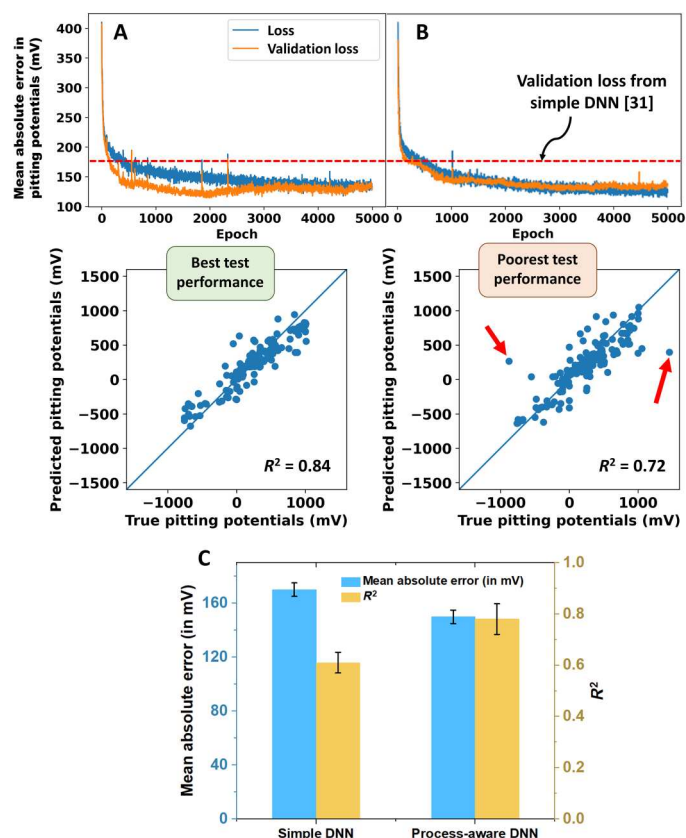 A
B
Loss
Validation loss
Validation loss from
simple DNN [31]
Mean absolute error in
pitting potentials (mV)
400
350
300
250
200
150
100
0 1000 2000 3000 4000 5000
0 1000 2000 3000 4000 5000
Epoch
Epoch
Best test
performance
Predicted pitting potentials (mV)
1500
1000
500
0
−500
−1000
−1500
R² = 0.84
−1000 0 1000
True pitting potentials (mV)
Poorest test
performance
Predicted pitting potentials (mV)
1500
1000
500
0
−500
−1000
−1500
R² = 0.72
−1000 0 1000
True pitting potentials (mV)
C
Mean absolute error (in mV)
R²
Mean absolute error (in mV)
160
120
80
40
0
1.0
0.8
0.6
0.4
0.2
0.0
R²
Simple DNN
Process-aware DNN